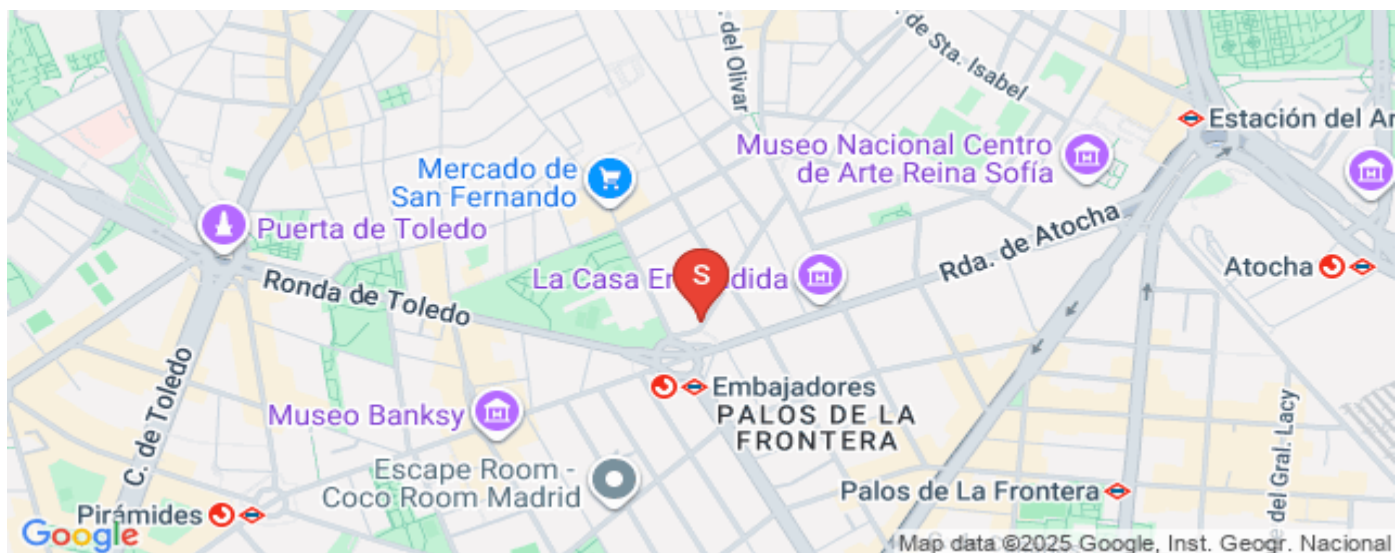 . del Olivar
. de Sta. Isabel
Estación del Ar
Museo Nacional Centro
de Arte Reina Sofía
Mercado de
San Fernando
Puerta de Toledo
S
La Casa En
dida
Rda. de Atocha
Atocha
Ronda de Toledo
C. de Toledo
Embajadores
PALOS DE LA
FRONTERA
Museo Banksy
Escape Room -
Coco Room Madrid
Palos de La Frontera
e del Gral. Lacy
Pirámides
Google
Map data ©2025 Google, Inst. Geogr. Nacional